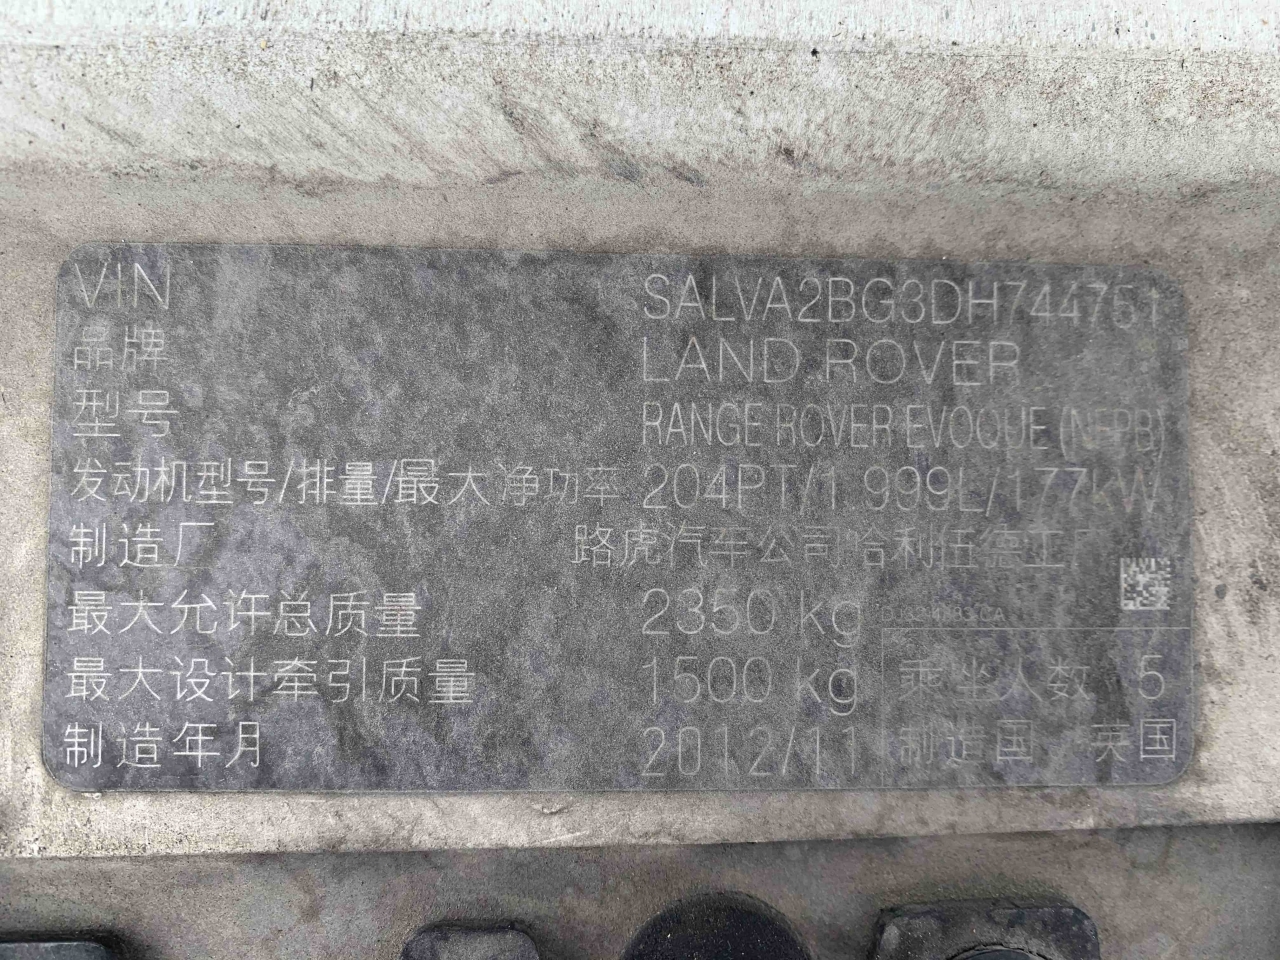 VIN SALVA2BG3DH744751
品牌 LAND ROVER
型号 RANGE ROVER EVOQUE (NFPB)
发动机型号/排量/最大净功率 204PT/1.999L/177kW
制造厂 路虎汽车公司哈利伍德工厂
最大允许总质量 2350 kg
最大设计牵引质量 1500 kg 乘坐人数 5
制造年月 2012/11 制造国 英国